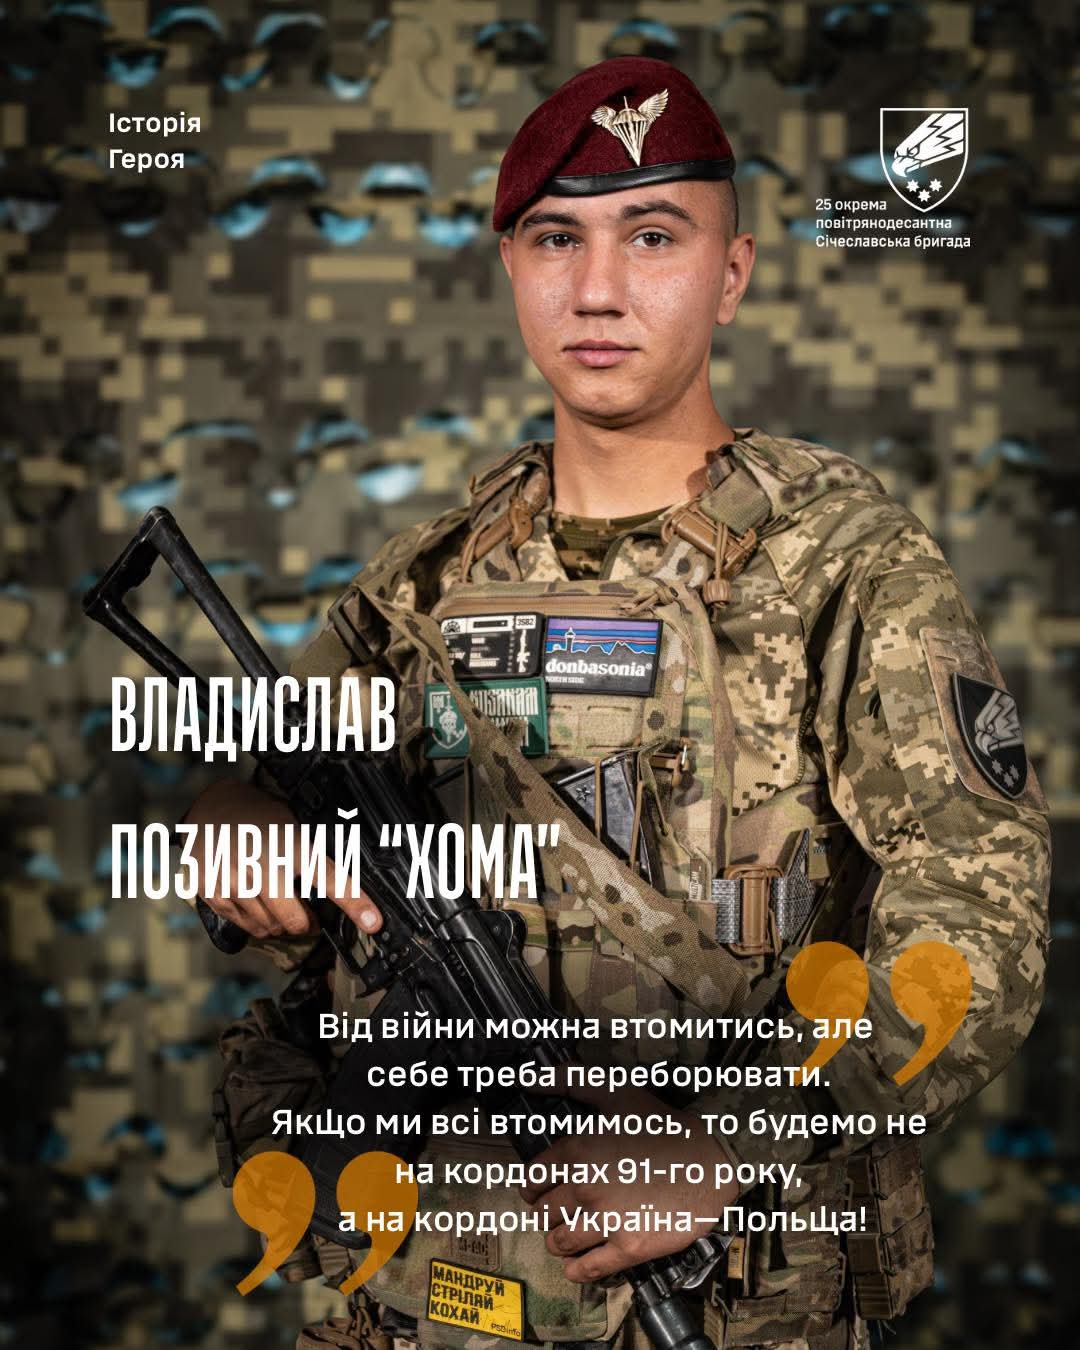 Історія
Героя
25 окрема
повітрянодесантна
Січеславська бригада
3582
donbasonia®
NORTH SIDE
ВЛАДИСЛАВ
ПОЗИВНИЙ “ХОМА”
Від війни можна втомитись, але
себе треба переборювати.
Якщо ми всі втомимось, то будемо не
на кордонах 91-го року,
а на кордоні Україна—Польща!
МАНДРУЙ
СТРІЛЯЙ
КОХАЙ